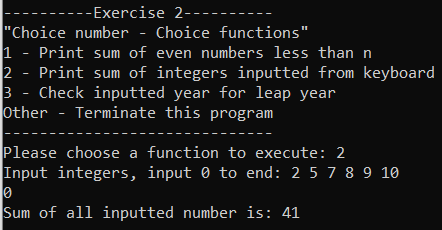 ----------Exercise 2----------
"Choice number - Choice functions"
1 - Print sum of even numbers less than n
2 - Print sum of integers inputted from keyboard
3 - Check inputted year for leap year
Other - Terminate this program
-------------------------------
Please choose a function to execute: 2
Input integers, input 0 to end: 2 5 7 8 9 10
0
Sum of all inputted number is: 41